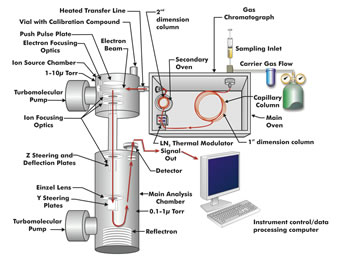 Heated Transfer Line
Vial with Calibration Compound
Push Pulse Plate
Electron Focusing
Optics
Ion Source Chamber
1-10µ Torr
Turbomolecular
Pump
Ion Focusing
Optics
Electron
Beam
2nd
dimension
column
Secondary
Oven
Gas
Chromatograph
Sampling Inlet
Carrier Gas Flow
Capillary
Column
Main
Oven
1st dimension column
LN2 Thermal Modulator
Signal
Out
Detector
Z Steering and
Deflection Plates
Einzel Lens
Y Steering
Plates
Turbomolecular
Pump
Main Analysis
Chamber
0.1-1µ Torr
Reflectron
Instrument control/data
processing computer